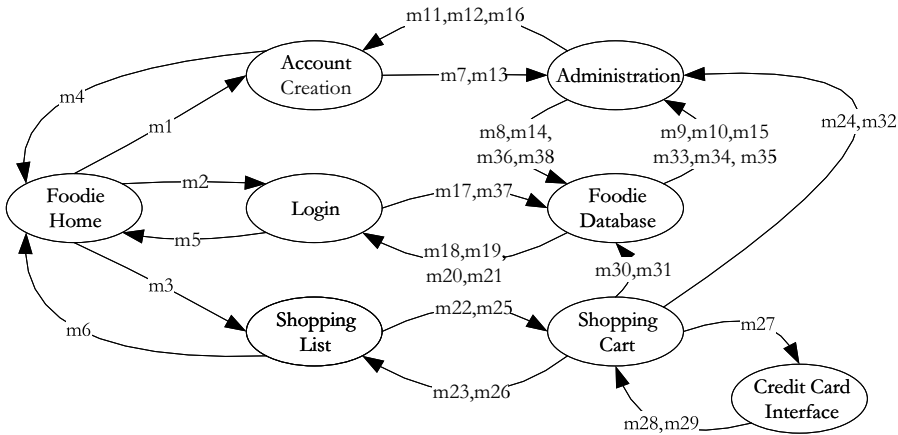 m11,m12,m16
Account
Creation
m7,m13
Administration
m4
m1
m24,m32
m8,m14,
m36,m38
m9,m10,m15
m33,m34, m35
Foodie
Home
m2
Login
m17,m37
Foodie
Database
m5
m18,m19,
m20,m21
m30,m31
m3
m6
Shopping
List
m22,m25
Shopping
Cart
m27
m23,m26
Credit Card
Interface
m28,m29